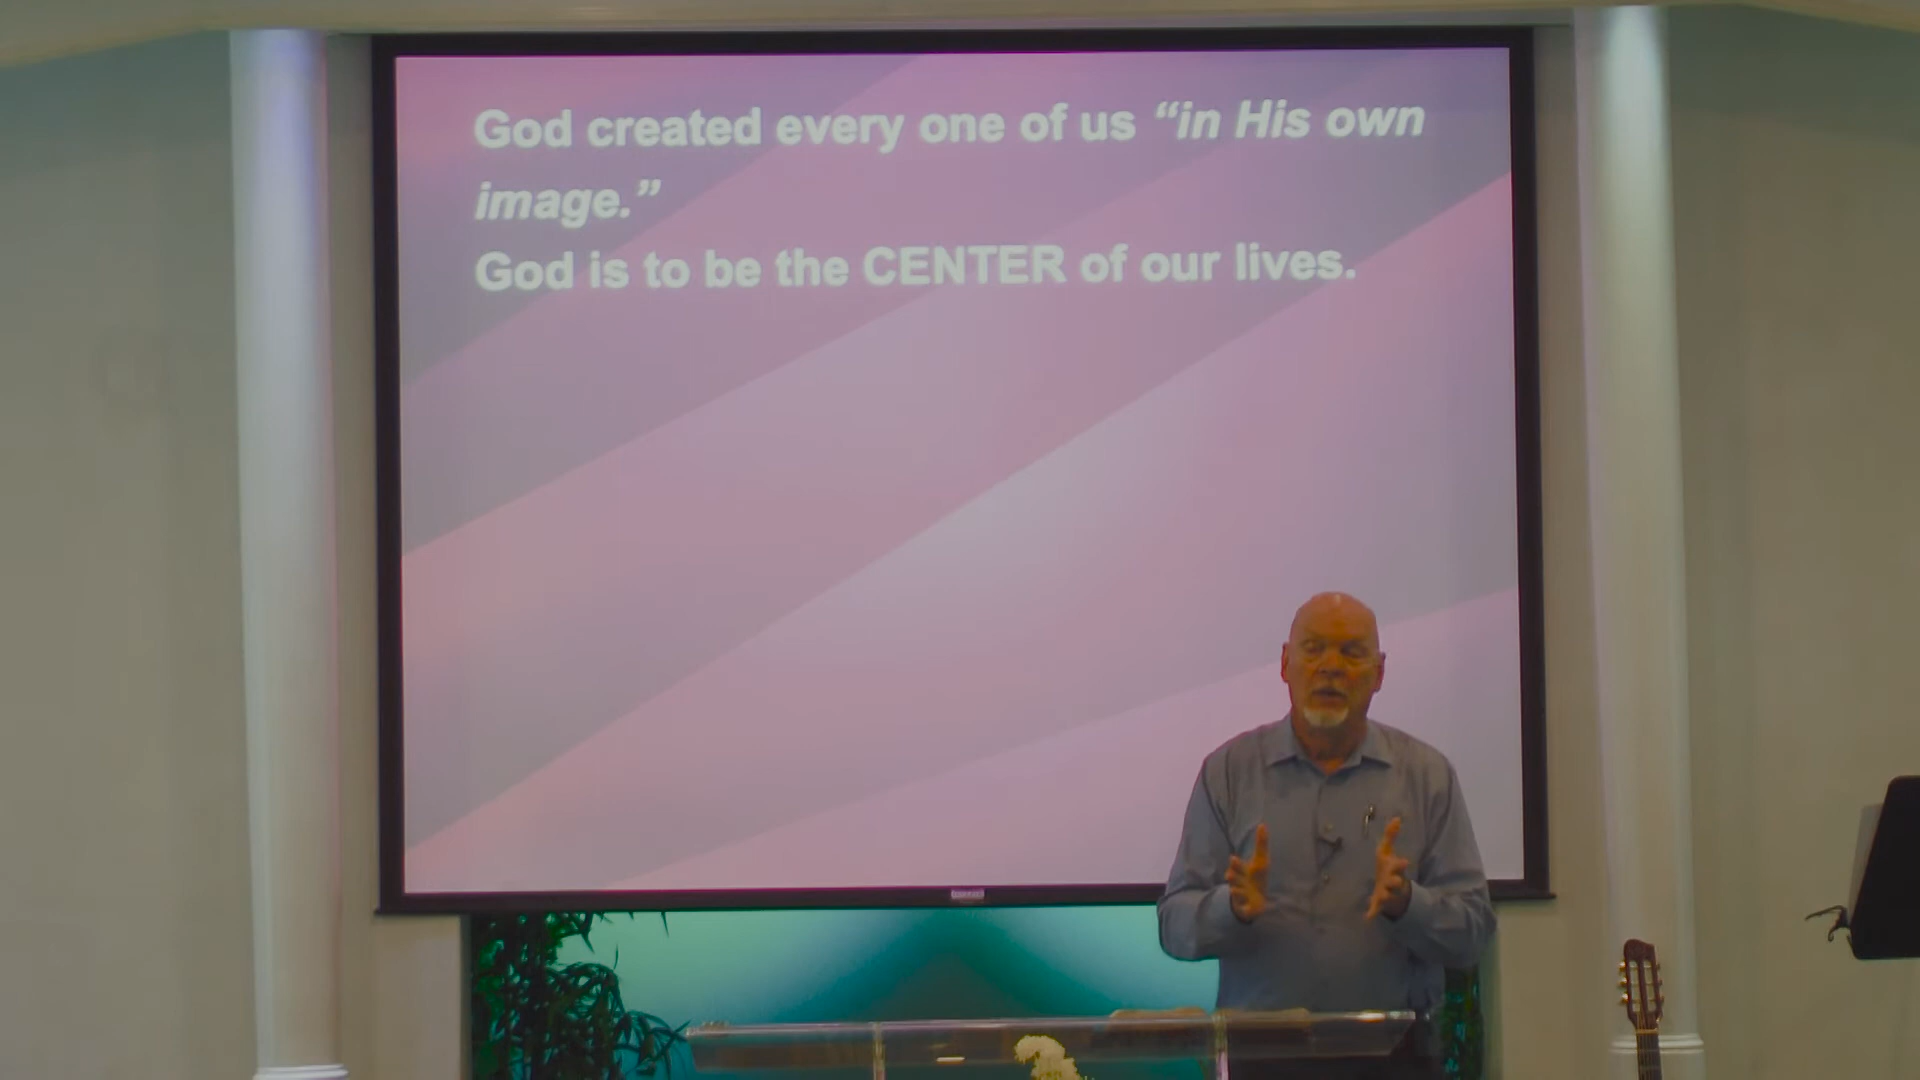 God created every one of us “in His own
image.”
God is to be the CENTER of our lives.